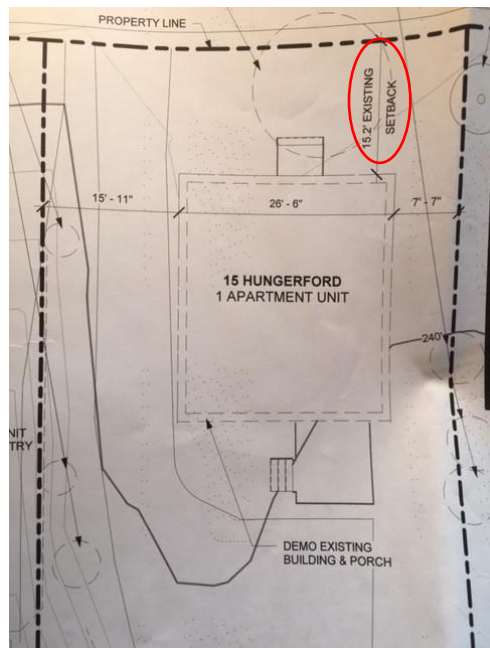 PROPERTY LINE
15.2' EXISTING
SETBACK
15' - 11"
26' - 6"
7' - 7"
15 HUNGERFORD
1 APARTMENT UNIT
240'
NIT
TRY
DEMO EXISTING
BUILDING & PORCH